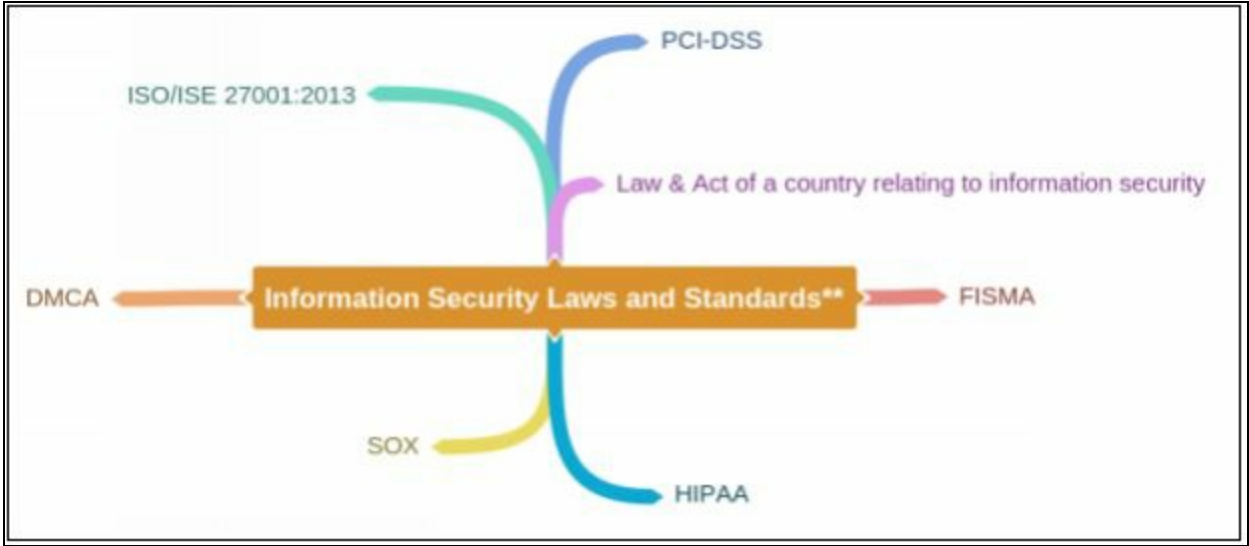 PCI-DSS
ISO/ISE 27001:2013
Law & Act of a country relating to information security
DMCA
Information Security Laws and Standards**
FISMA
SOX
HIPAA